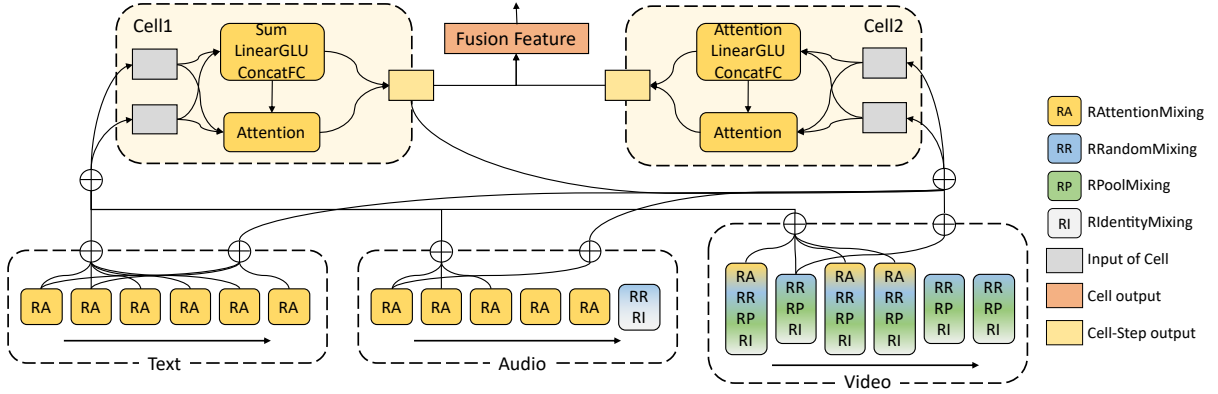 Cell1
Sum
LinearGLU
ConcatFC
Attention
Fusion Feature
Attention
LinearGLU
ConcatFC
Attention
Cell2
RA RAttentionMixing
RR RRandomMixing
RP RPoolMixing
RI RIdentityMixing
Input of Cell
Cell output
Cell-Step output
RA RA RA RA RA RA
Text
RA RA RA RA RA RR
RI
Audio
RA RR RA RA RR RR
RR RP RR RR RP RP
RP RI RP RP RI RI
RI RI RI
Video